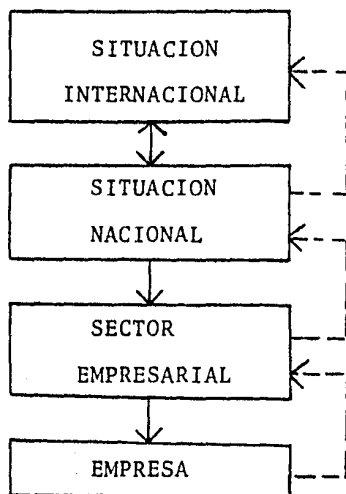 SITUACION
INTERNACIONAL
SITUACION
NACIONAL
SECTOR
EMPRESARIAL
EMPRESA